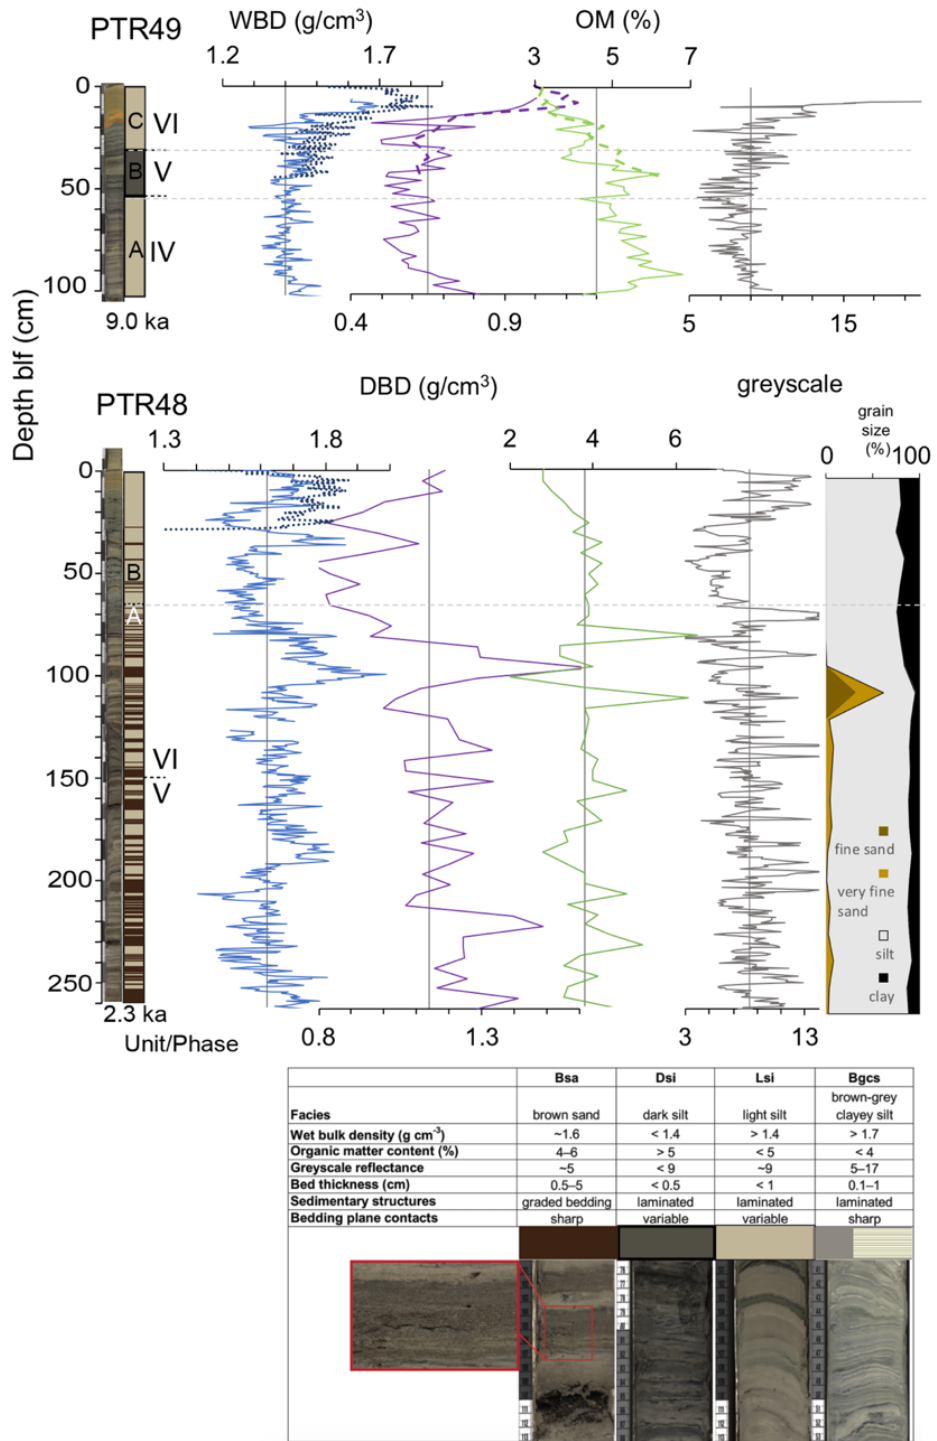 PTR49
WBD (g/cm³)
OM (%)
1.2 1.7 3 5 7
0
50
100
C VI
B V
A IV
9.0 ka
0.4 0.9 5 15
Depth blf (cm)
DBD (g/cm³)
greyscale
PTR48
grain
size
(%)
1.3 1.8 2 4 6 0 100
0
50
100
150
200
250
B
A
VI
V
fine sand
very fine
sand
silt
clay
2.3 ka
Unit/Phase
0.8 1.3 3 13
Bsa Dsi Lsi Bgcs
Facies brown sand dark silt light silt brown-grey clayey silt
Wet bulk density (g cm⁻³) ~1.6 < 1.4 > 1.4 > 1.7
Organic matter content (%) 4–6 > 5 < 5 < 4
Greyscale reflectance ~5 < 9 ~9 5–17
Bed thickness (cm) 0.5–5 < 0.5 < 1 0.1–1
Sedimentary structures graded bedding laminated laminated laminated
Bedding plane contacts sharp variable variable sharp